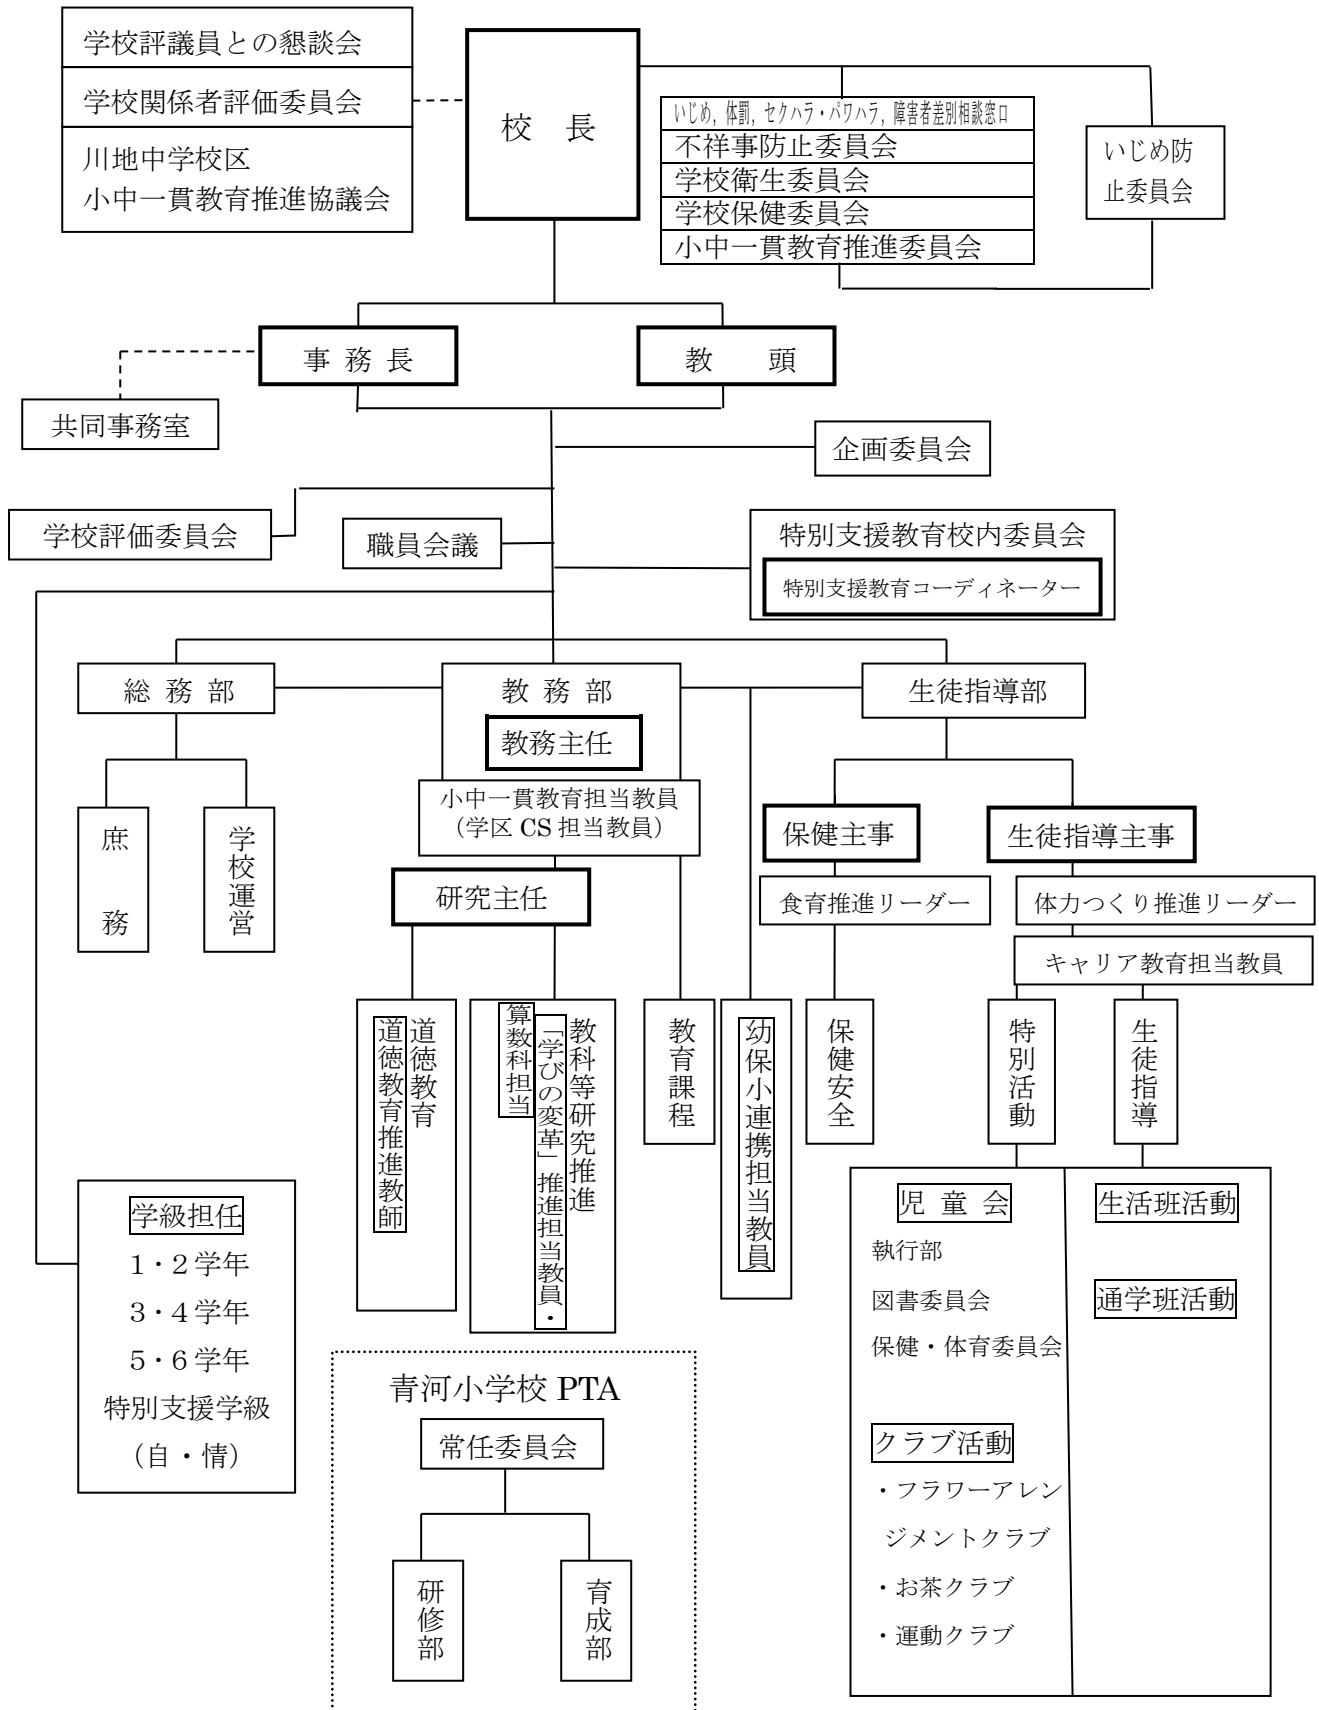 学校評議員との懇談会
学校関係者評価委員会
川地中学校区
小中一貫教育推進協議会
校 長
いじめ, 体罰, セクハラ・パワハラ, 障害者差別相談窓口
不祥事防止委員会
学校衛生委員会
学校保健委員会
小中一貫教育推進委員会
いじめ防
止委員会
事 務 長
教 頭
共同事務室
企画委員会
学校評価委員会
職員会議
特別支援教育校内委員会
特別支援教育コーディネーター
総 務 部
教 務 部
教務主任
生徒指導部
小中一貫教育担当教員
（学区 CS 担当教員）
庶 務
学校運営
保健主事
生徒指導主事
研究主任
食育推進リーダー
体力つくり推進リーダー
キャリア教育担当教員
道徳教育
道徳教育推進教師
教科等研究推進
「学びの変革」推進担当教員・
算数科担当
教育課程
幼保小連携担当教員
保健安全
特別活動
生徒指導
学級担任
１・２学年
３・４学年
５・６学年
特別支援学級
（自・情）
児 童 会
執行部
図書委員会
保健・体育委員会
クラブ活動
・フラワーアレン
ジメントクラブ
・お茶クラブ
・運動クラブ
生活班活動
通学班活動
青河小学校 PTA
常任委員会
研修部
育成部